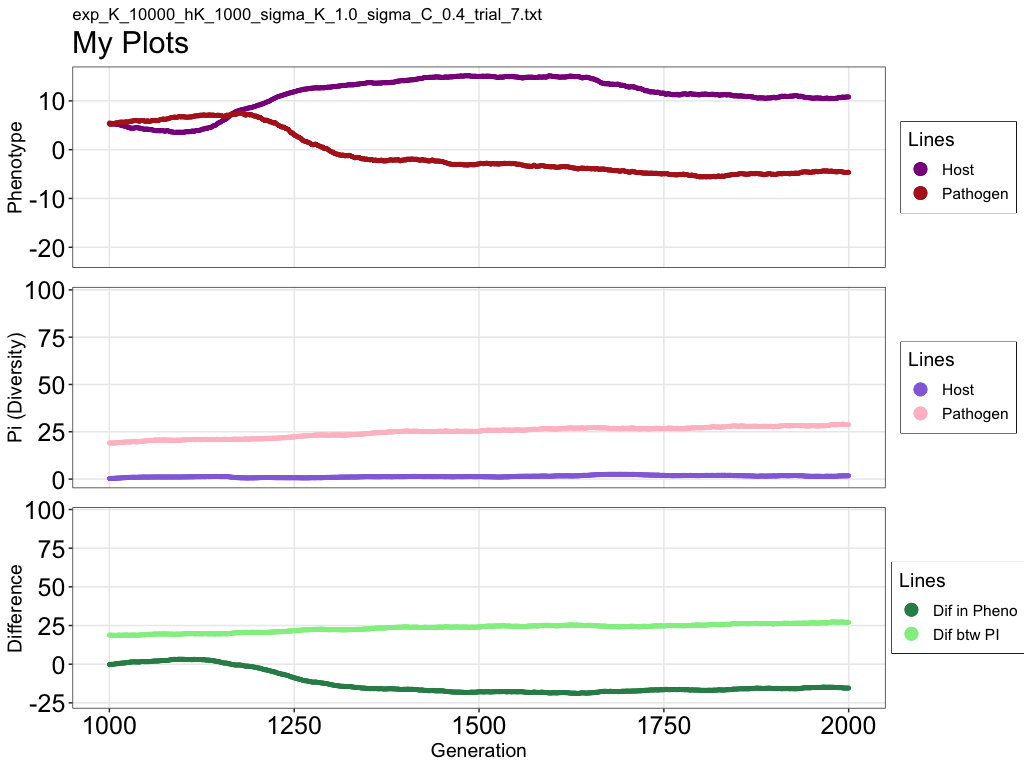 exp_K_10000_hK_1000_sigma_K_1.0_sigma_C_0.4_trial_7.txt
My Plots
Phenotype
10
0
-10
-20
Lines
Host
Pathogen
Pi (Diversity)
100
75
50
25
0
Lines
Host
Pathogen
Difference
100
75
50
25
0
-25
Lines
Dif in Pheno
Dif btw PI
1000 1250 1500 1750 2000
Generation